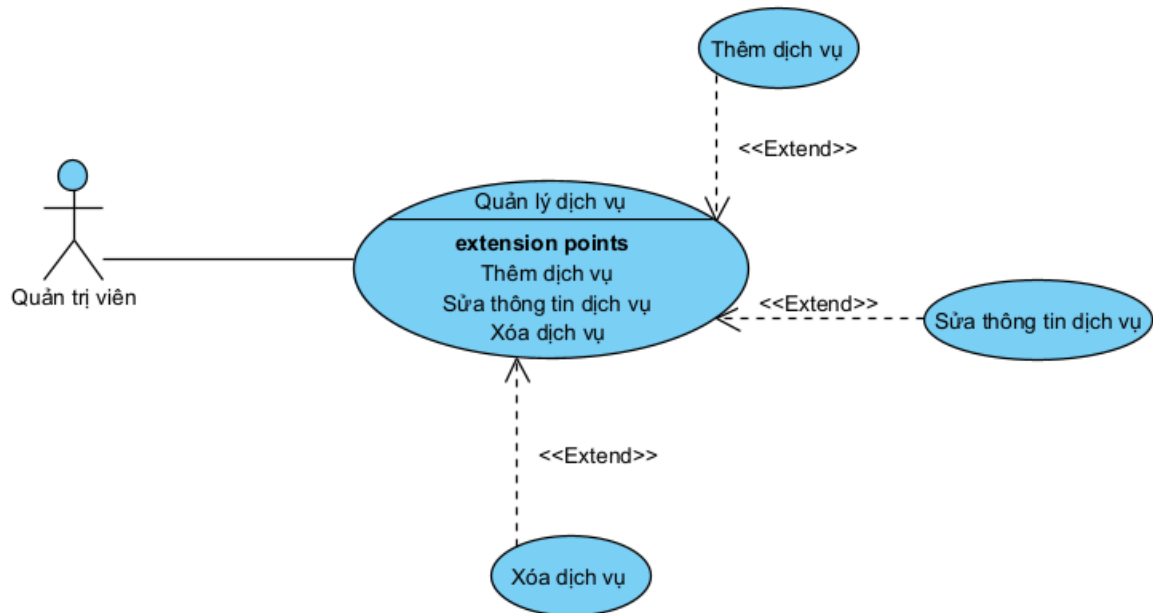 Thêm dịch vụ
<<Extend>>
Quản lý dịch vụ
extension points
Thêm dịch vụ
Sửa thông tin dịch vụ
Xóa dịch vụ
Quản trị viên
<<Extend>>
Sửa thông tin dịch vụ
<<Extend>>
Xóa dịch vụ